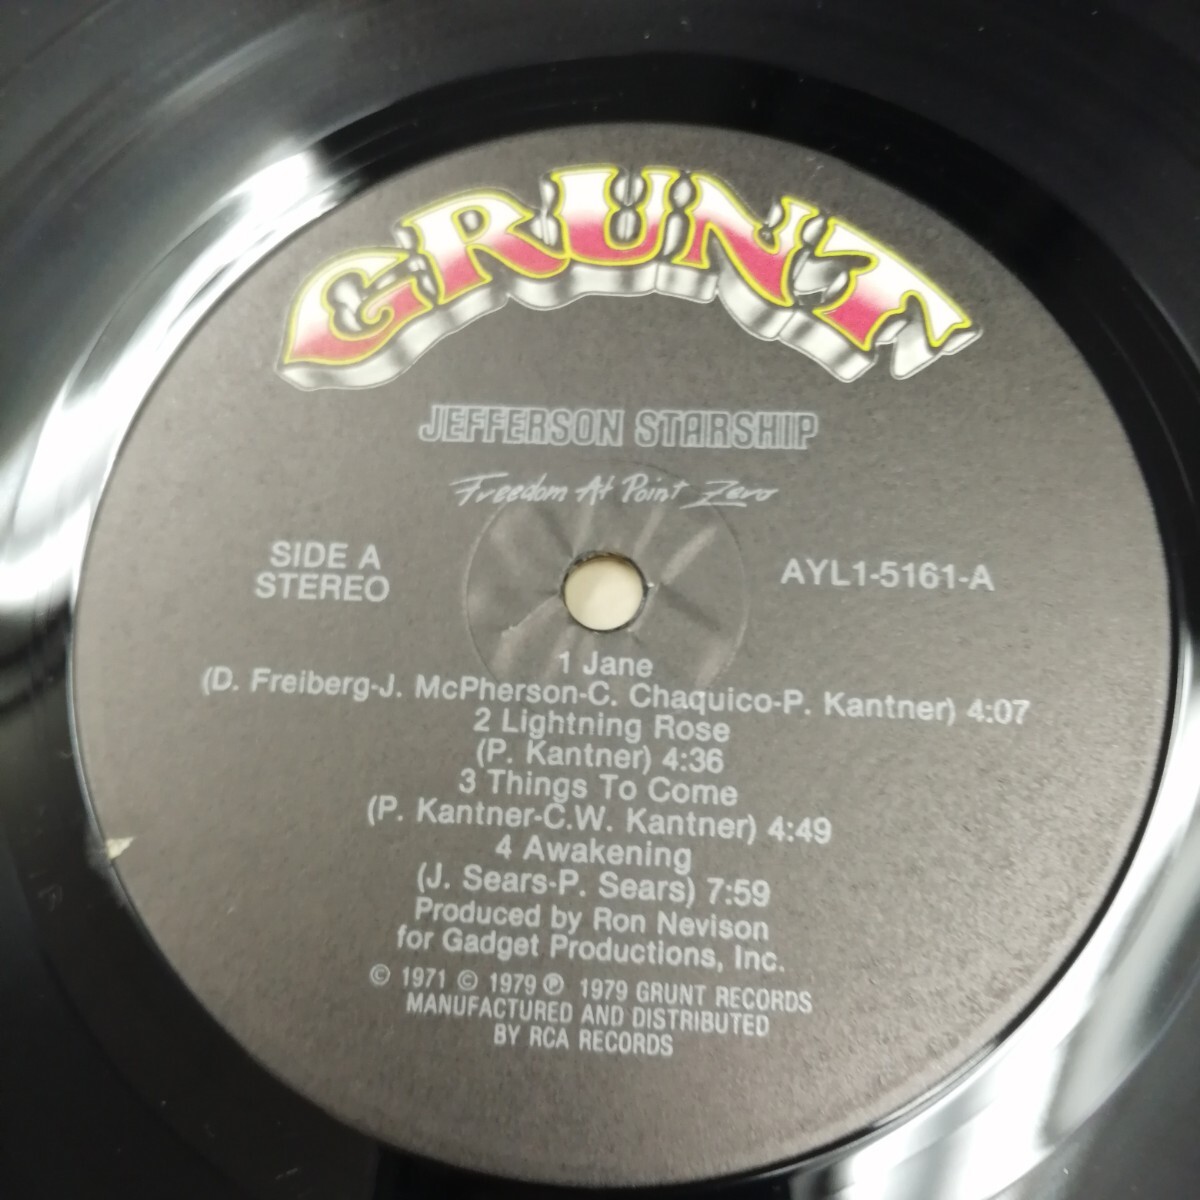 GRUNT
JEFFERSON STARSHIP
Freedom At Point Zero
SIDE A
STEREO
AYL1-5161-A
1 Jane
(D. Freiberg-J. McPherson-C. Chaquico-P. Kantner) 4:07
2 Lightning Rose
(P. Kantner) 4:36
3 Things To Come
(P. Kantner-C.W. Kantner) 4:49
4 Awakening
(J. Sears-P. Sears) 7:59
Produced by Ron Nevison
for Gadget Productions, Inc.
© 1971 © 1979 ℗ 1979 GRUNT RECORDS
MANUFACTURED AND DISTRIBUTED
BY RCA RECORDS